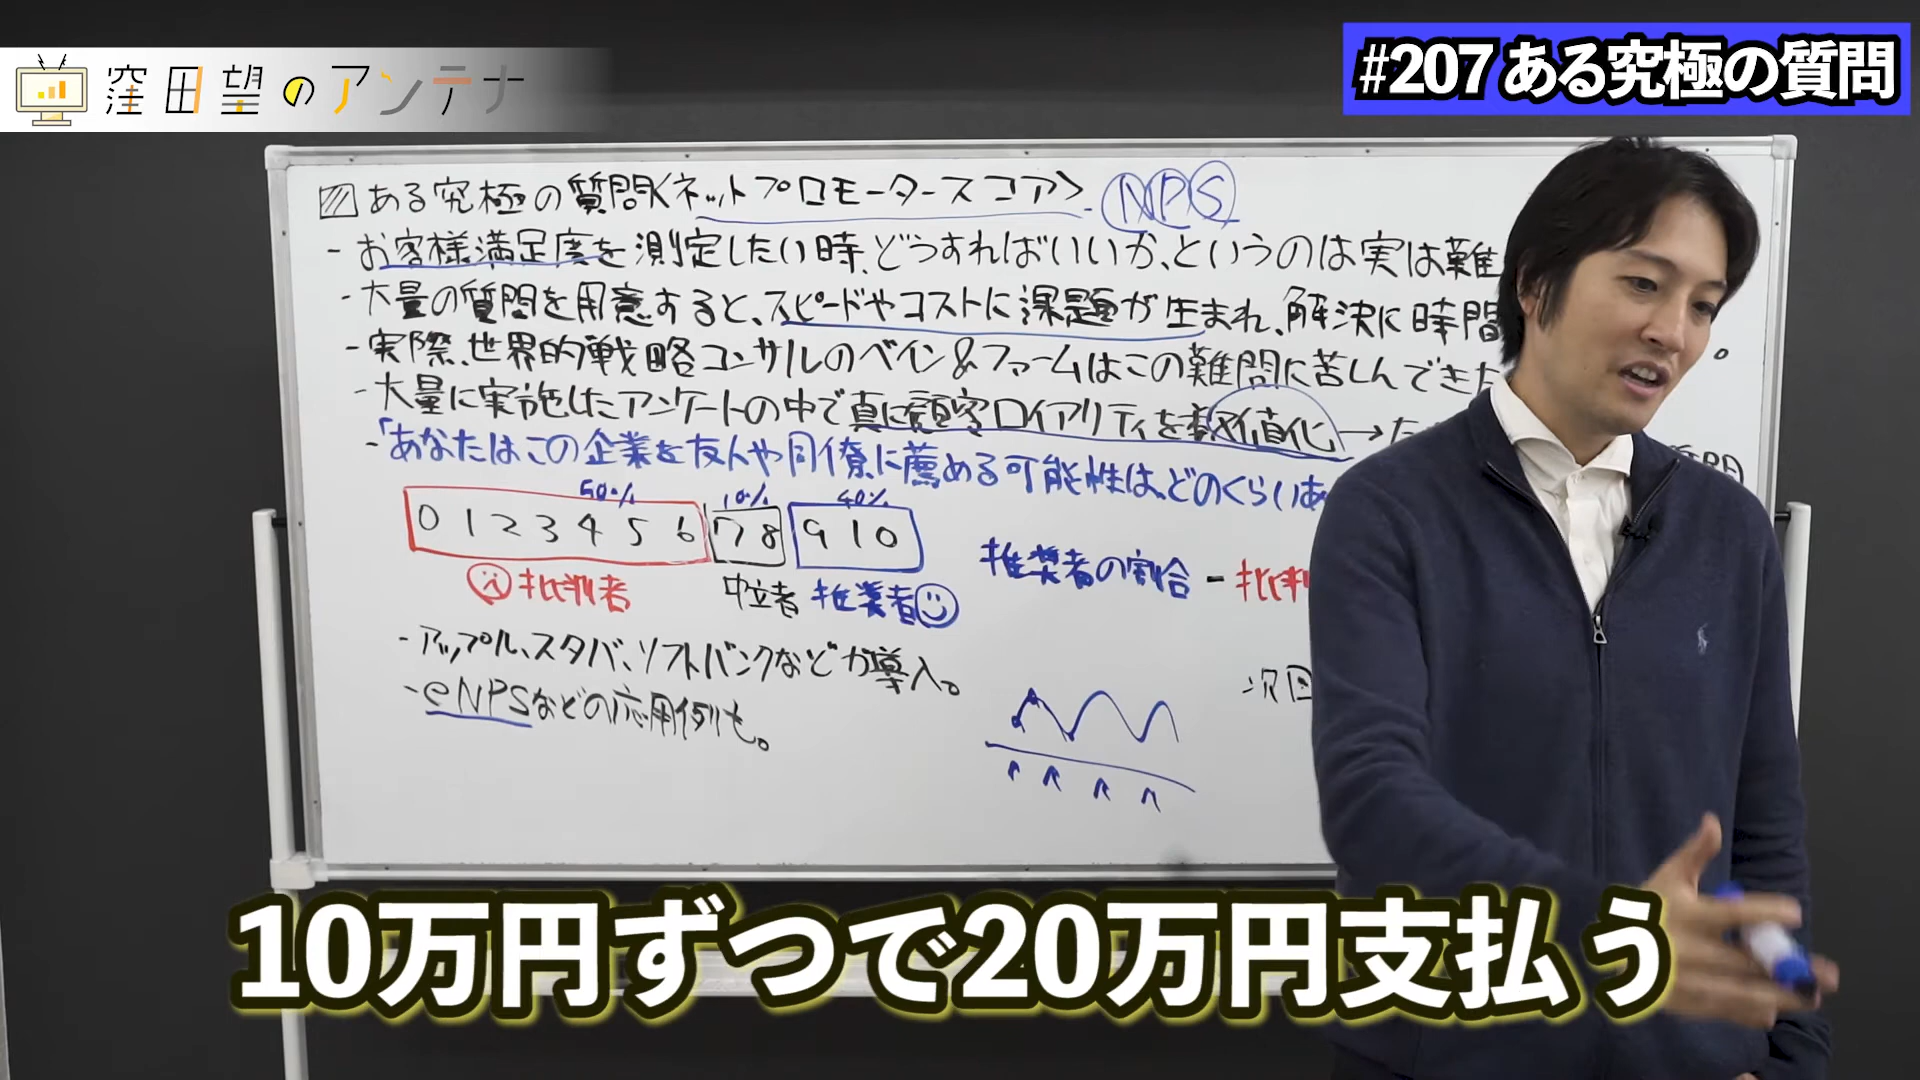 窪田望のアンテナ
#207 ある究極の質問
ある究極の質問<ネットプロモータースコア> NPS
- お客様満足度を測定したい時、どうすればいいか、というのは実は難
- 大量の質問を用意すると、スピードやコストに課題が生まれ、解決に時間
- 実際、世界的戦略コンサルのベイン&ファームはこの難問に苦しんできた
- 大量に実施したアンケートの中で真に顧客ロイアリティを数値化 → た
質問
- 「あなたはこの企業を友人や同僚に薦める可能性は、どのくらいあ
50% 10% 40%
0 1 2 3 4 5 6 7 8 9 10
批判者 中立者 推奨者
推奨者の割合 - 批判
- アップル、スタバ、ソフトバンクなどが導入。
- eNPSなどの応用例も。
次回
10万円ずつで20万円支払う